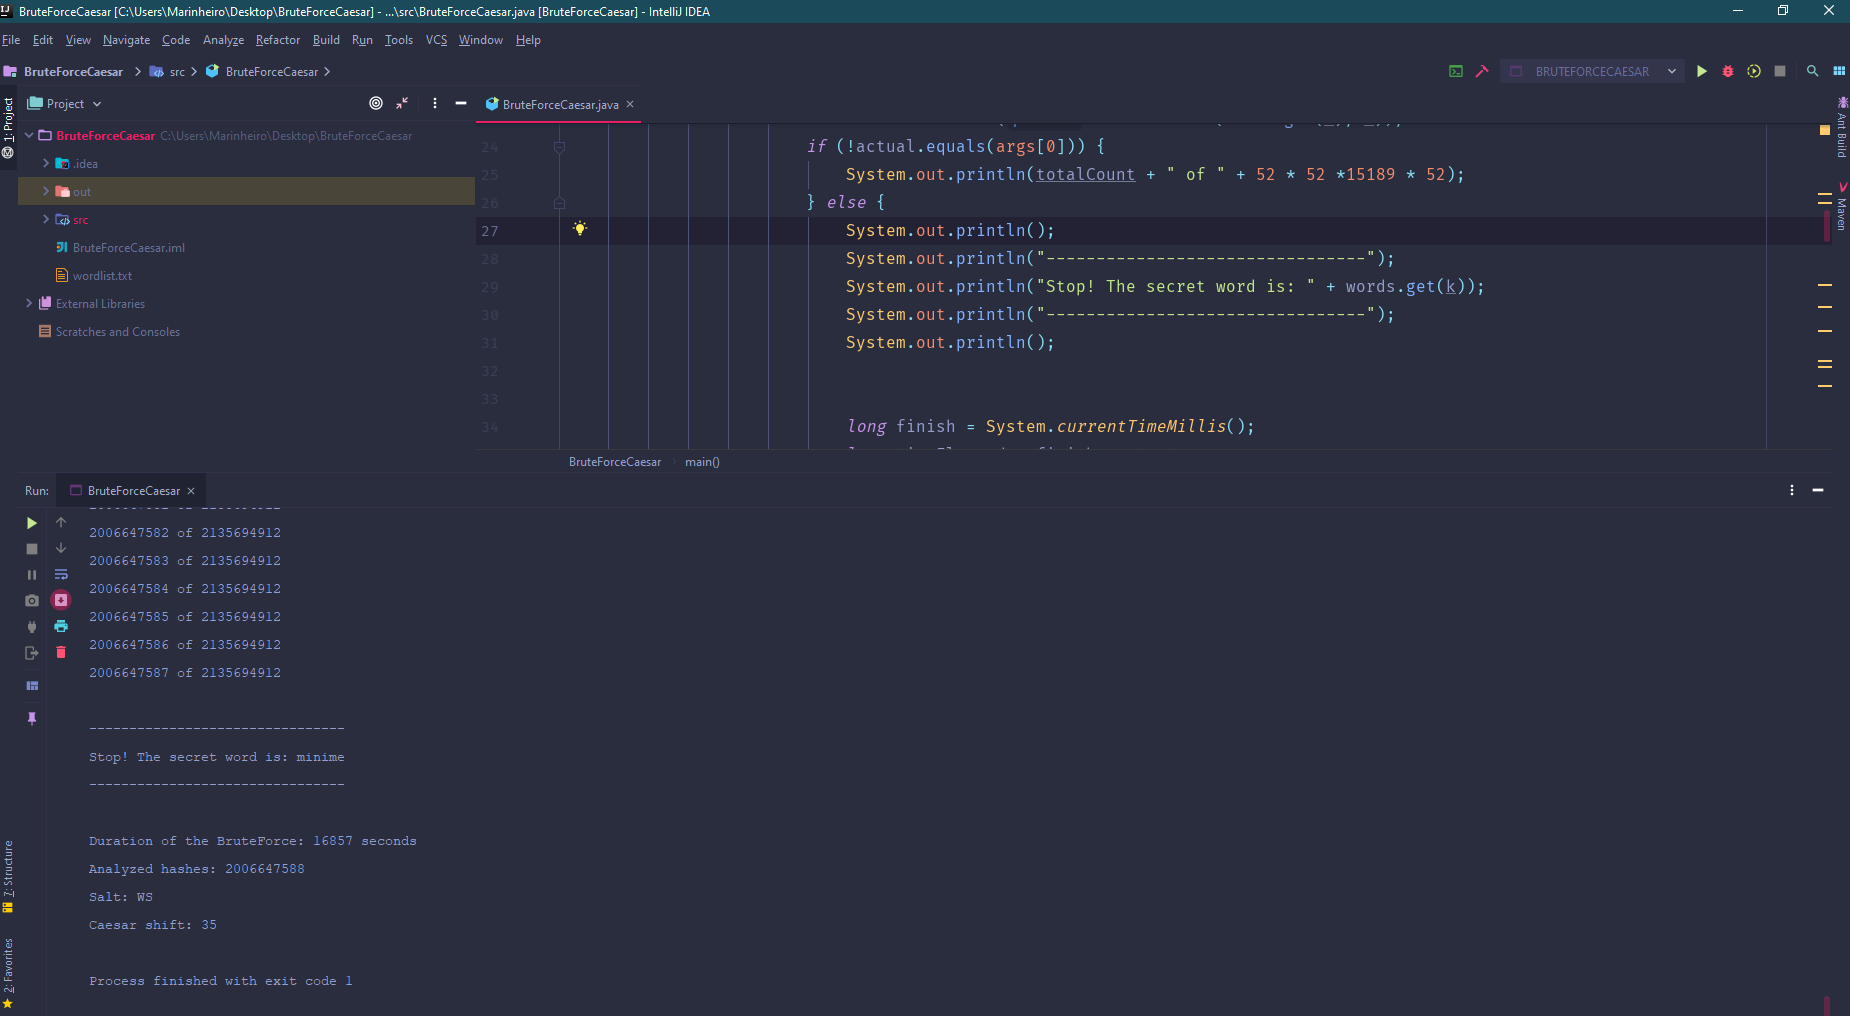 BruteForceCaesar [C:\Users\Marinheiro\Desktop\BruteForceCaesar] - ...\src\BruteForceCaesar.java [BruteForceCaesar] - IntelliJ IDEA
File Edit View Navigate Code Analyze Refactor Build Run Tools VCS Window Help
BruteForceCaesar src BruteForceCaesar
BRUTEFORCECAESAR
1: Project
Project
BruteForceCaesar C:\Users\Marinheiro\Desktop\BruteForceCaesar
.idea
out
src
BruteForceCaesar.iml
wordlist.txt
External Libraries
Scratches and Consoles
BruteForceCaesar.java
24 if (!actual.equals(args[0])) {
25 System.out.println(totalCount + " of " + 52 * 52 *15189 * 52);
26 } else {
27 System.out.println();
28 System.out.println("--------------------------------");
29 System.out.println("Stop! The secret word is: " + words.get(k));
30 System.out.println("--------------------------------");
31 System.out.println();
32
33
34 long finish = System.currentTimeMillis();
BruteForceCaesar main()
Ant Build
Maven
Run: BruteForceCaesar
2006647582 of 2135694912
2006647583 of 2135694912
2006647584 of 2135694912
2006647585 of 2135694912
2006647586 of 2135694912
2006647587 of 2135694912
--------------------------------
Stop! The secret word is: minime
--------------------------------
Duration of the BruteForce: 16857 seconds
Analyzed hashes: 2006647588
Salt: WS
Caesar shift: 35
Process finished with exit code 1
7: Structure
2: Favorites